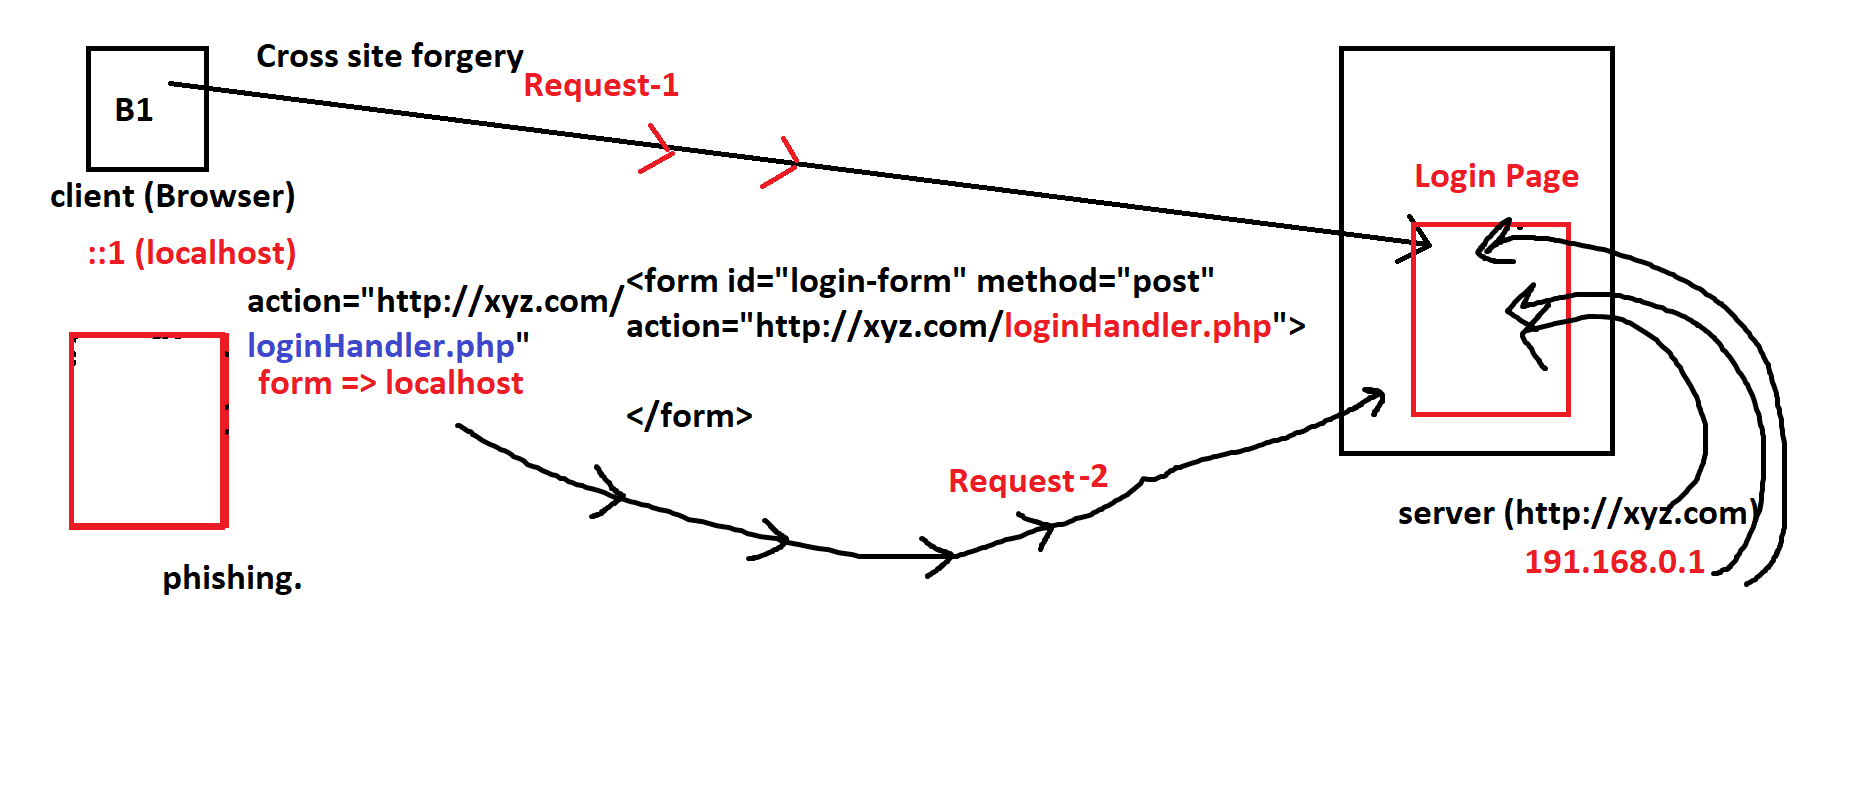 Cross site forgery
Request-1
B1
client (Browser)
::1 (localhost)
Login Page
action="http://xyz.com/
loginHandler.php"
form => localhost
<form id="login-form" method="post"
action="http://xyz.com/loginHandler.php">
</form>
Request-2
server (http://xyz.com)
191.168.0.1
phishing.